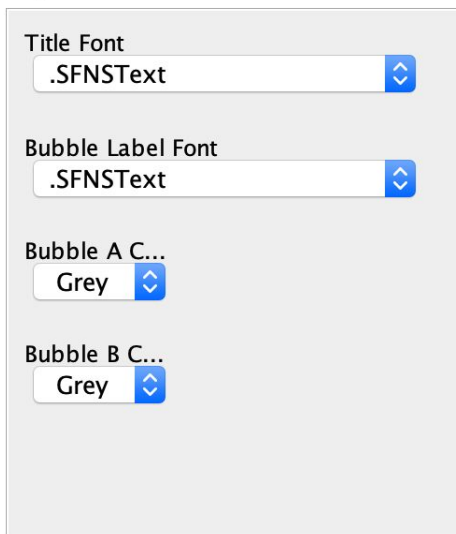 Title Font
.SFNSText
Bubble Label Font
.SFNSText
Bubble A C...
Grey
Bubble B C...
Grey